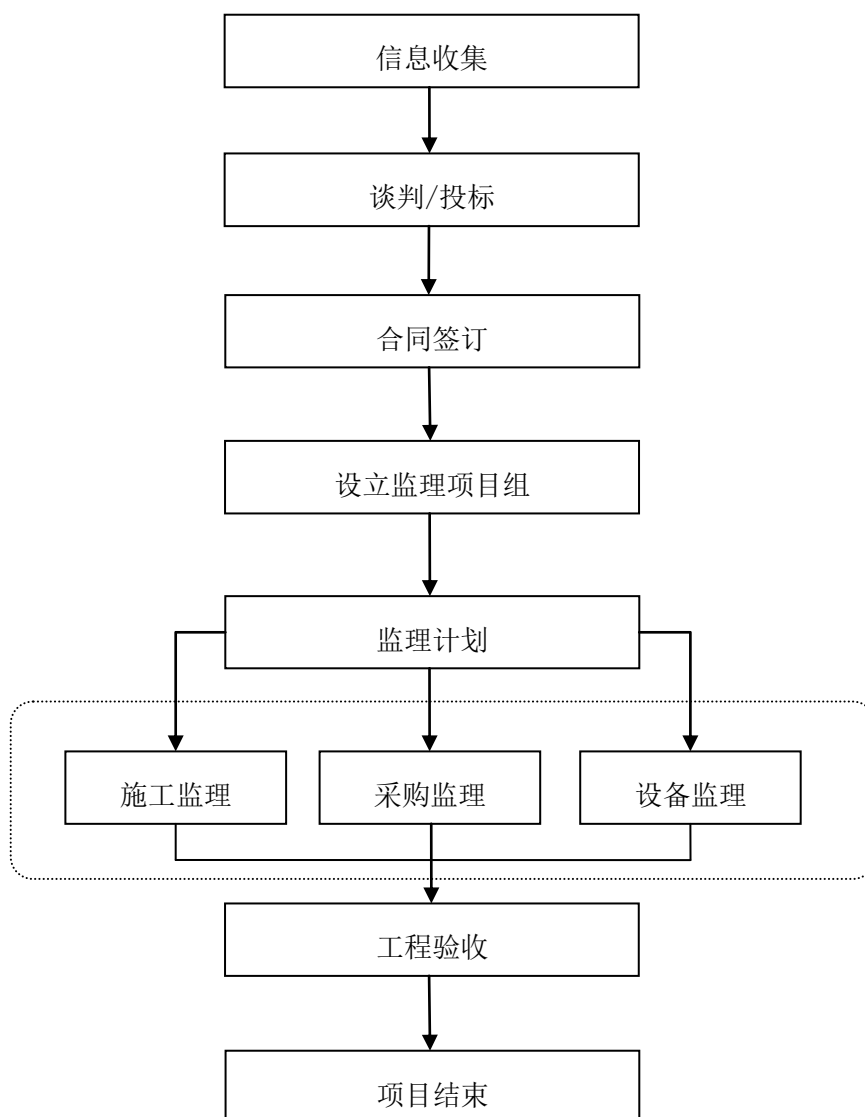 信息收集
谈判/投标
合同签订
设立监理项目组
监理计划
施工监理
采购监理
设备监理
工程验收
项目结束